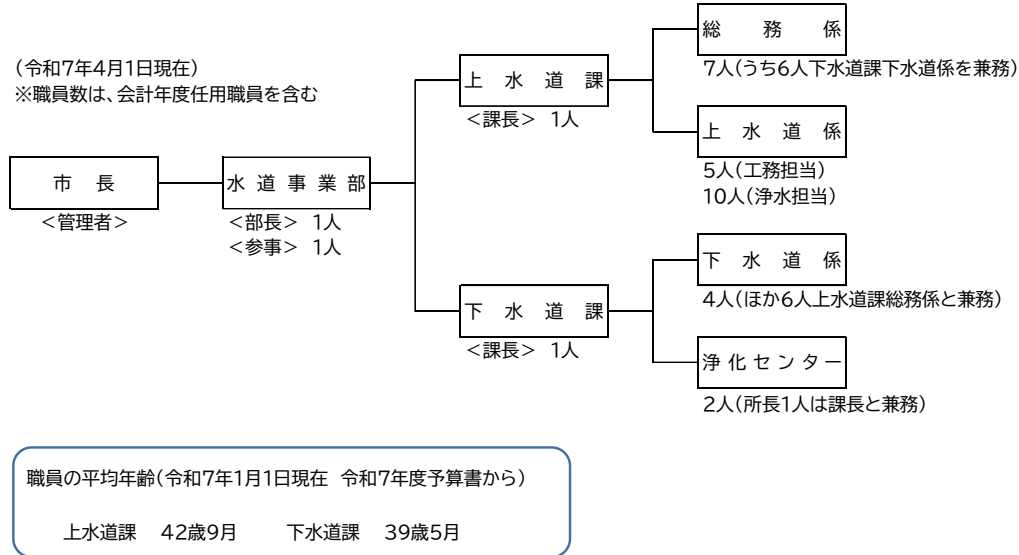 (令和7年4月1日現在)
※職員数は、会計年度任用職員を含む
市長
<管理者>
水道事業部
<部長> 1人
<参事> 1人
上水道課
<課長> 1人
総務係
7人(うち6人下水道課下水道係を兼務)
上水道係
5人(工務担当)
10人(浄水担当)
下水道課
<課長> 1人
下水道係
4人(ほか6人上水道課総務係と兼務)
浄化センター
2人(所長1人は課長と兼務)
職員の平均年齢(令和7年1月1日現在 令和7年度予算書から)
上水道課 42歳9月 下水道課 39歳5月